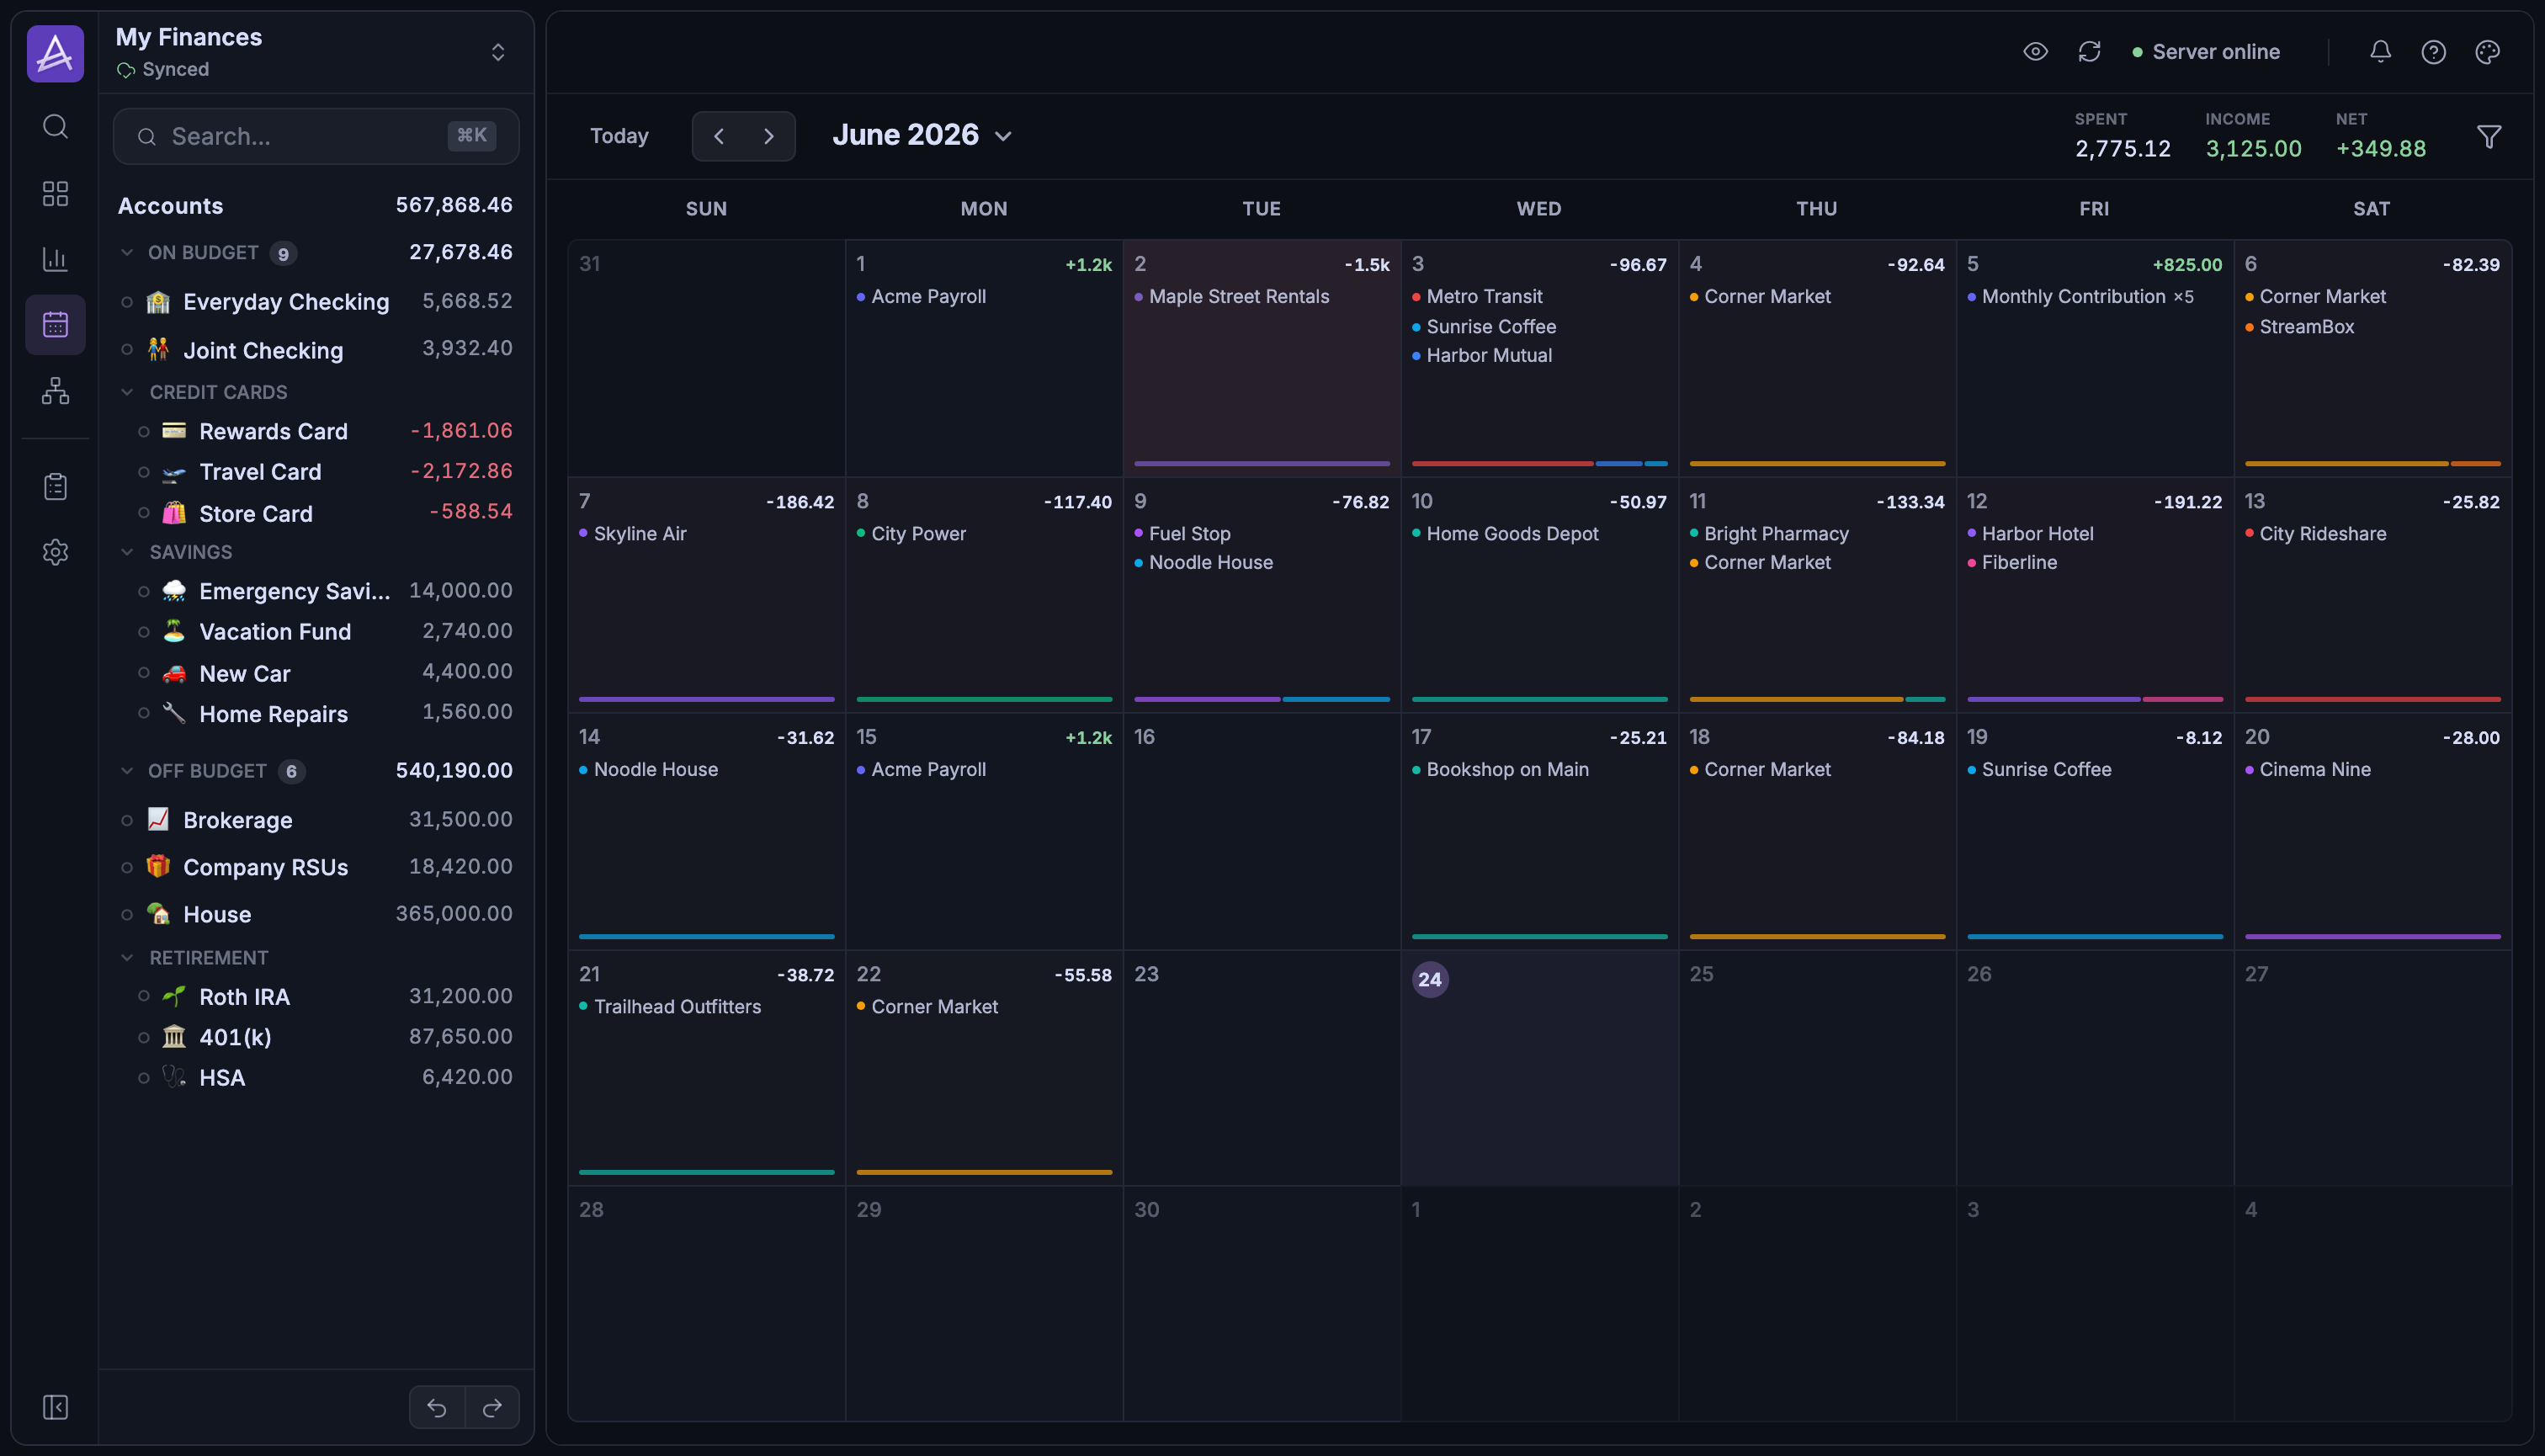 My Finances
Synced
Search...
⌘K
Accounts 567,868.46
ON BUDGET 9 27,678.46
Everyday Checking 5,668.52
Joint Checking 3,932.40
CREDIT CARDS
Rewards Card -1,861.06
Travel Card -2,172.86
Store Card -588.54
SAVINGS
Emergency Savi... 14,000.00
Vacation Fund 2,740.00
New Car 4,400.00
Home Repairs 1,560.00
OFF BUDGET 6 540,190.00
Brokerage 31,500.00
Company RSUs 18,420.00
House 365,000.00
RETIREMENT
Roth IRA 31,200.00
401(k) 87,650.00
HSA 6,420.00
Server online
Today
June 2026
SPENT INCOME NET
2,775.12 3,125.00 +349.88
SUN MON TUE WED THU FRI SAT
31
1 +1.2k
Acme Payroll
2 -1.5k
Maple Street Rentals
3 -96.67
Metro Transit
Sunrise Coffee
Harbor Mutual
4 -92.64
Corner Market
5 +825.00
Monthly Contribution ×5
6 -82.39
Corner Market
StreamBox
7 -186.42
Skyline Air
8 -117.40
City Power
9 -76.82
Fuel Stop
Noodle House
10 -50.97
Home Goods Depot
11 -133.34
Bright Pharmacy
Corner Market
12 -191.22
Harbor Hotel
Fiberline
13 -25.82
City Rideshare
14 -31.62
Noodle House
15 +1.2k
Acme Payroll
16
17 -25.21
Bookshop on Main
18 -84.18
Corner Market
19 -8.12
Sunrise Coffee
20 -28.00
Cinema Nine
21 -38.72
Trailhead Outfitters
22 -55.58
Corner Market
23
24
25
26
27
28
29
30
1
2
3
4